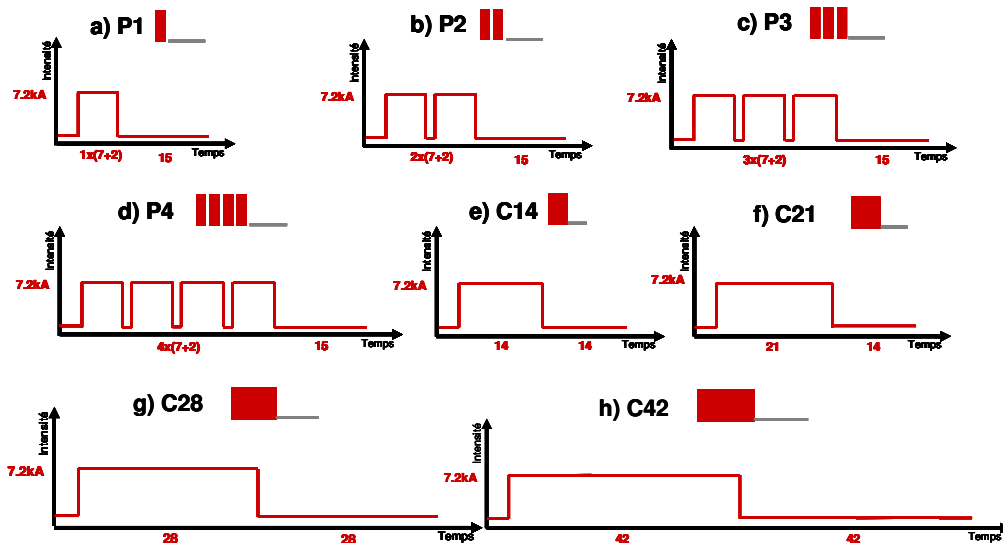 a) P1
Intensité
7.2kA
1x(7+2)
15
Temps
b) P2
Intensité
7.2kA
2x(7+2)
15
Temps
c) P3
Intensité
7.2kA
3x(7+2)
15
Temps
d) P4
Intensité
7.2kA
4x(7+2)
15
Temps
e) C14
Intensité
7.2kA
14
14
Temps
f) C21
Intensité
7.2kA
21
14
Temps
g) C28
Intensité
7.2kA
28
28
Temps
h) C42
Intensité
7.2kA
42
42
Temps